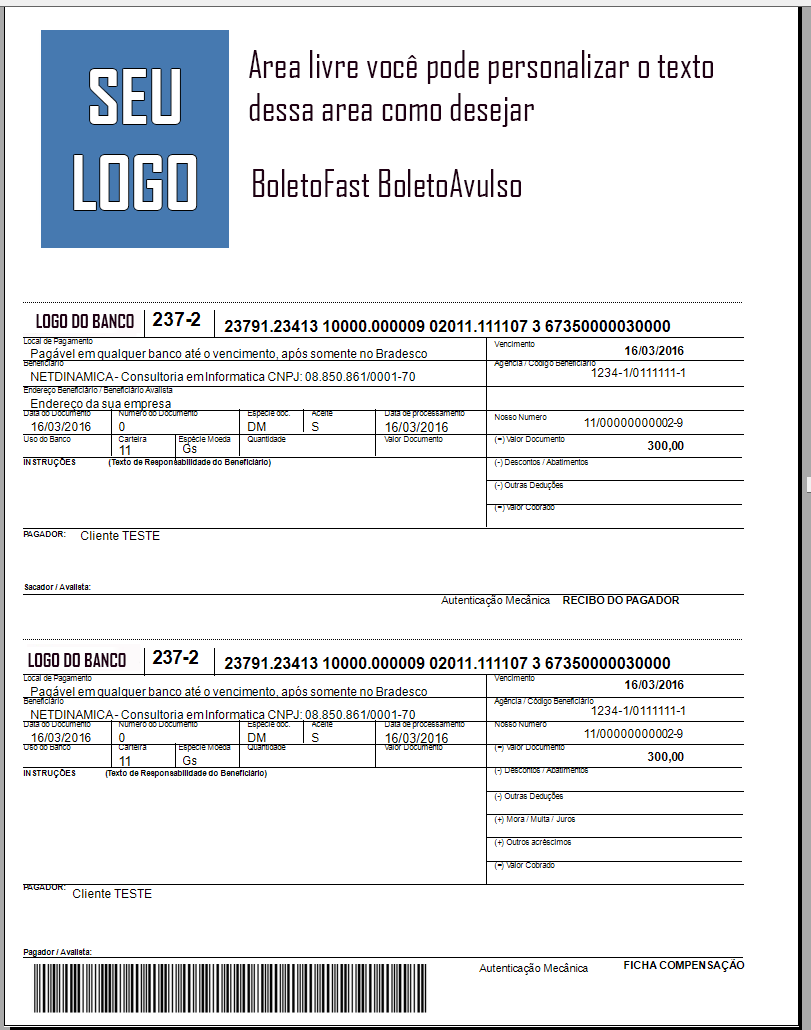 SEU
LOGO
Area livre você pode personalizar o texto
dessa area como desejar
BoletoFast BoletoAvulso
LOGO DO BANCO 237-2 23791.23413 10000.000009 02011.111107 3 67350000030000
Local de Pagamento Vencimento
Pagável em qualquer banco até o vencimento, após somente no Bradesco 16/03/2016
Beneficiário Agência / Código Beneficiário
NETDINAMICA - Consultoria em Informatica CNPJ: 08.850.861/0001-70 1234-1/0111111-1
Endereço Beneficiário / Beneficiário Avalista
Endereço da sua empresa
Data do Documento Número do Documento Espécie doc. Aceite Data de processamento Nosso Número
16/03/2016 0 DM S 16/03/2016 11/00000000002-9
Uso do Banco Carteira Espécie Moeda Quantidade Valor Documento (=) Valor Documento
11 Gs 300,00
INSTRUÇÕES (Texto de Responsabilidade do Beneficiário) (-) Descontos / Abatimentos
(-) Outras Deduções
(=) Valor Cobrado
PAGADOR: Cliente TESTE
Sacador / Avalista:
Autenticação Mecânica RECIBO DO PAGADOR
LOGO DO BANCO 237-2 23791.23413 10000.000009 02011.111107 3 67350000030000
Local de Pagamento Vencimento
Pagável em qualquer banco até o vencimento, após somente no Bradesco 16/03/2016
Beneficiário Agência / Código Beneficiário
NETDINAMICA - Consultoria em Informatica CNPJ: 08.850.861/0001-70 1234-1/0111111-1
Data do Documento Número do Documento Espécie doc. Aceite Data de processamento Nosso Número
16/03/2016 0 DM S 16/03/2016 11/00000000002-9
Uso do Banco Carteira Espécie Moeda Quantidade Valor Documento (=) Valor Documento
11 Gs 300,00
INSTRUÇÕES (Texto de Responsabilidade do Beneficiário) (-) Descontos / Abatimentos
(-) Outras Deduções
(+) Mora / Multa / Juros
(+) Outros acréscimos
(=) Valor Cobrado
PAGADOR: Cliente TESTE
Pagador / Avalista:
Autenticação Mecânica FICHA COMPENSAÇÃO